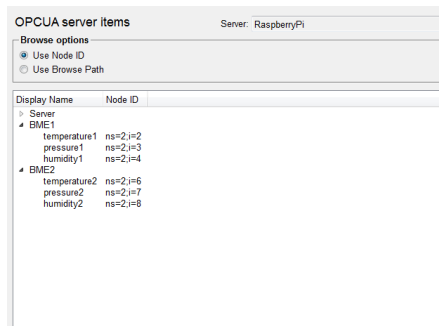 OPCUA server items Server: RaspberryPi
Browse options
Use Node ID
Use Browse Path
Display Name Node ID
Server
BME1
temperature1 ns=2;i=2
pressure1 ns=2;i=3
humidity1 ns=2;i=4
BME2
temperature2 ns=2;i=6
pressure2 ns=2;i=7
humidity2 ns=2;i=8